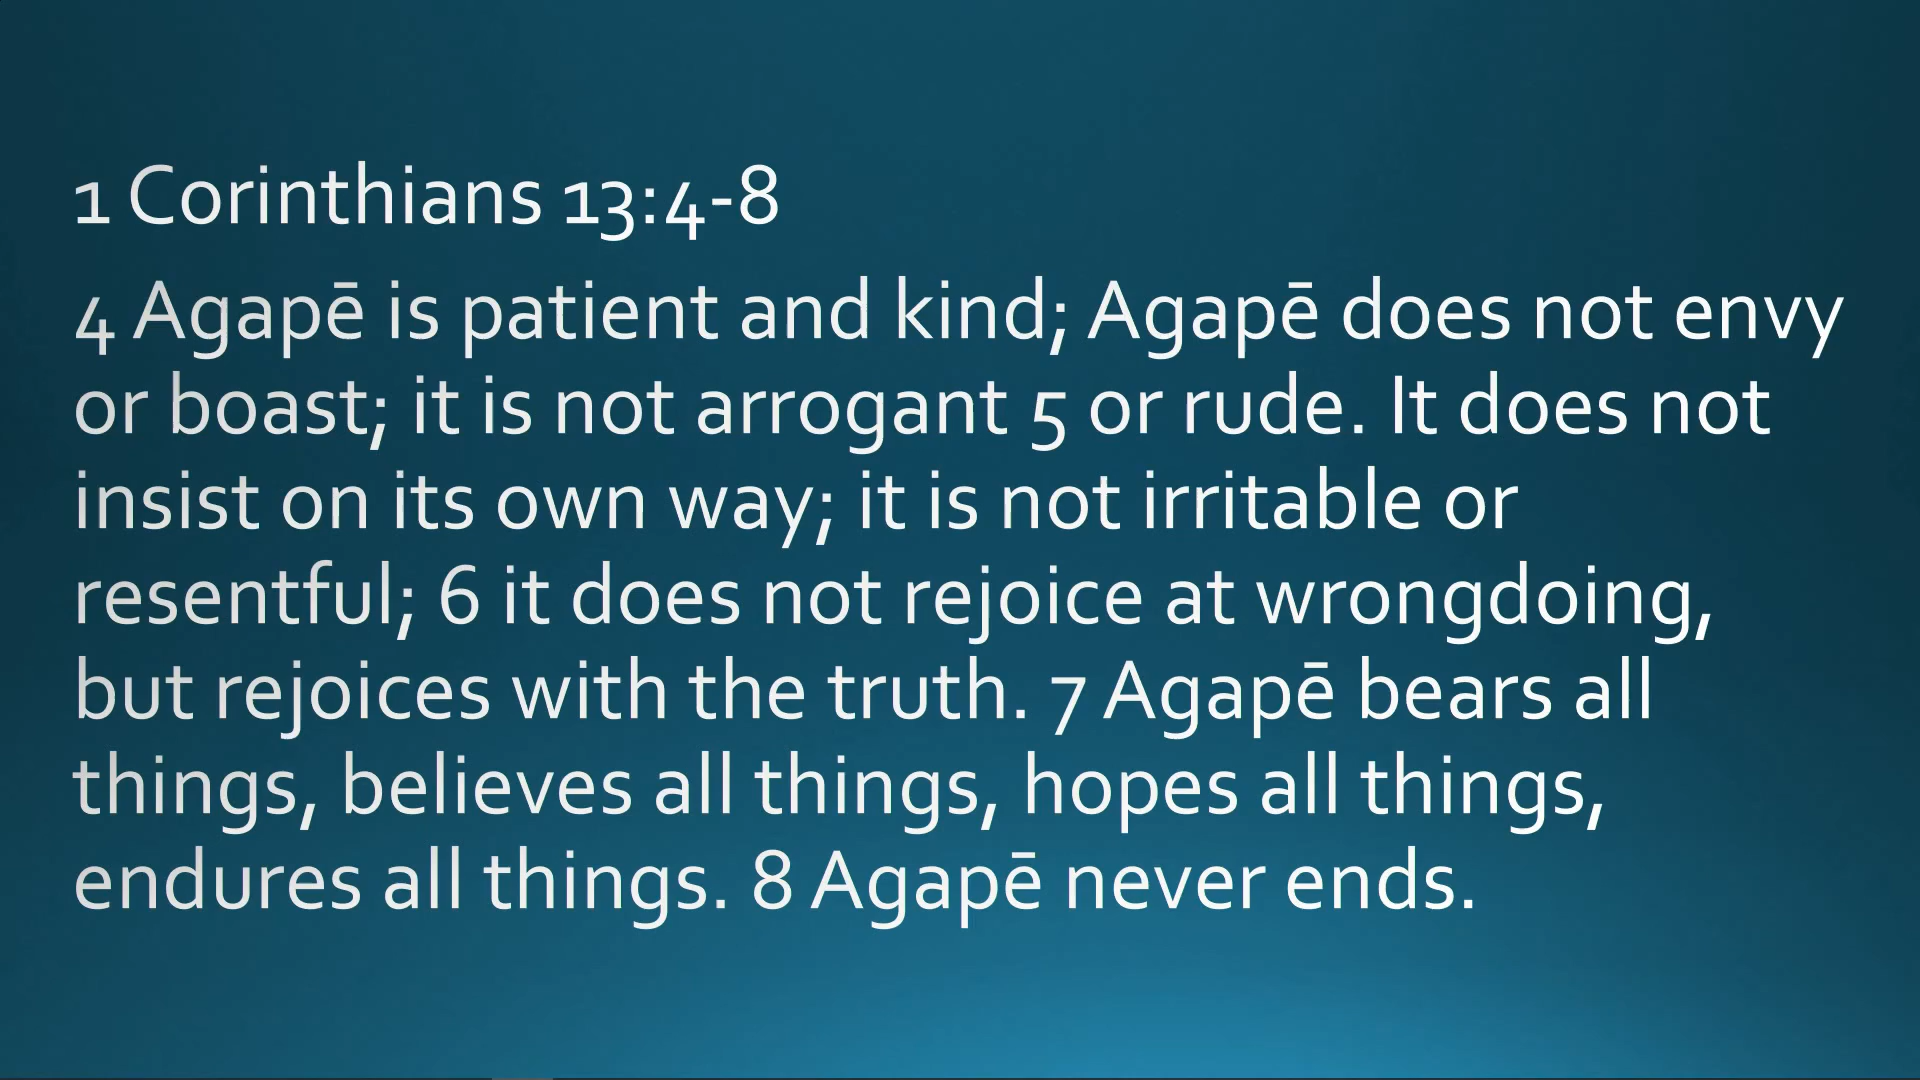 1 Corinthians 13:4-8
4 Agapē is patient and kind; Agapē does not envy
or boast; it is not arrogant 5 or rude. It does not
insist on its own way; it is not irritable or
resentful; 6 it does not rejoice at wrongdoing,
but rejoices with the truth. 7 Agapē bears all
things, believes all things, hopes all things,
endures all things. 8 Agapē never ends.